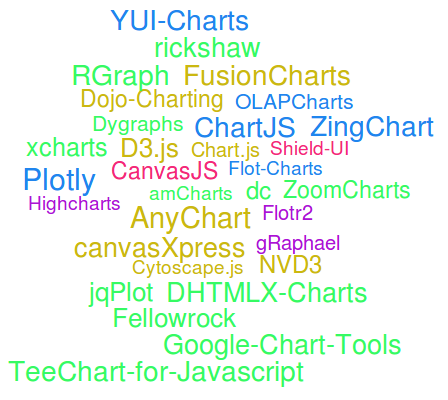 YUI-Charts
rickshaw
RGraph FusionCharts
Dojo-Charting OLAPCharts
Dygraphs ChartJS ZingChart
xcharts D3.js Chart.js Shield-UI
Plotly CanvasJS Flot-Charts
Highcharts amCharts dc ZoomCharts
AnyChart Flotr2
canvasXpress gRaphael
Cytoscape.js NVD3
jqPlot DHTMLX-Charts
Fellowrock
Google-Chart-Tools
TeeChart-for-Javascript